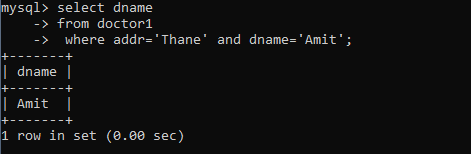 mysql> select dname
    -> from doctor1
    ->  where addr='Thane' and dname='Amit';
+-------+
| dname |
+-------+
| Amit  |
+-------+
1 row in set (0.00 sec)